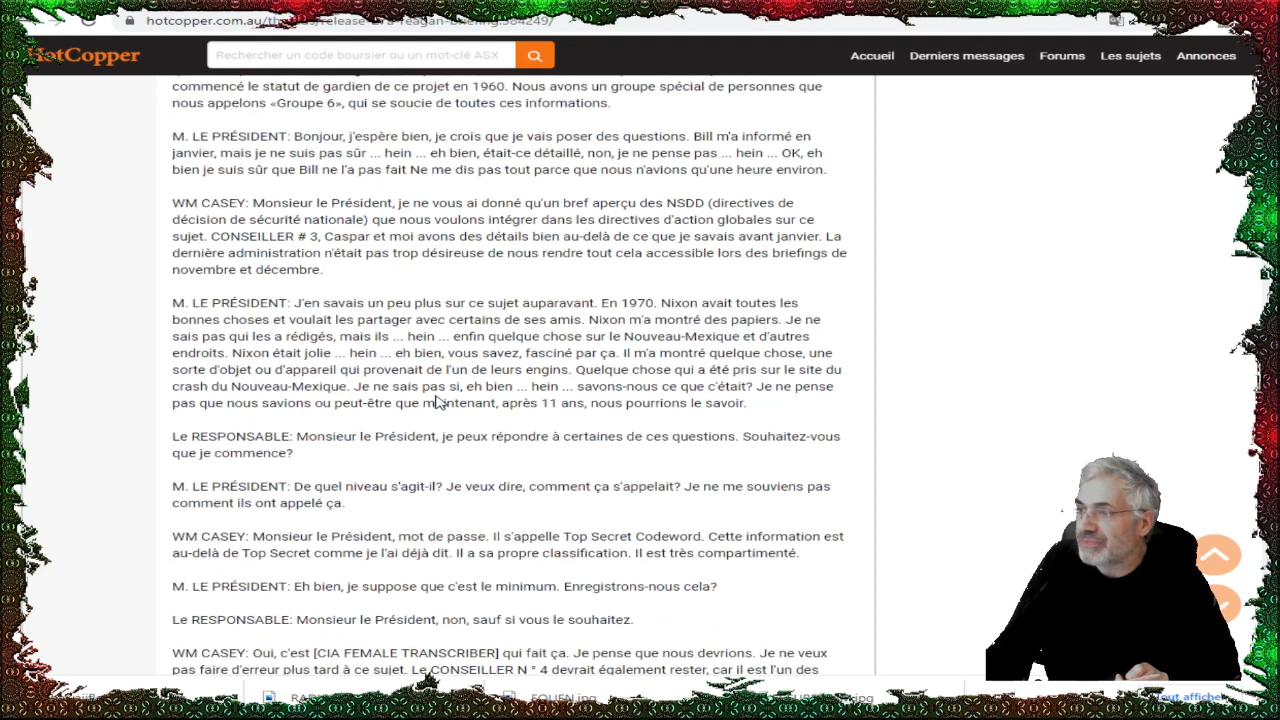 hotcopper.com.au/
HotCopper
Rechercher un code boursier ou un mot-clé ASX
Accueil Derniers messages Forums Les sujets Annonces
commencé le statut de gardien de ce projet en 1960. Nous avons un groupe spécial de personnes que
nous appelons «Groupe 6», qui se soucie de toutes ces informations.
M. LE PRÉSIDENT: Bonjour, j'espère bien, je crois que je vais poser des questions. Bill m'a informé en
janvier, mais je ne suis pas sûr ... hein ... eh bien, était-ce détaillé, non, je ne pense pas ... hein ... OK, eh
bien je suis sûr que Bill ne l'a pas fait Ne me dis pas tout parce que nous n'avions qu'une heure environ.
WM CASEY: Monsieur le Président, je ne vous ai donné qu'un bref aperçu des NSDD (directives de
décision de sécurité nationale) que nous voulons intégrer dans les directives d'action globales sur ce
sujet. CONSEILLER # 3, Caspar et moi avons des détails bien au-delà de ce que je savais avant janvier. La
dernière administration n'était pas trop désireuse de nous rendre tout cela accessible lors des briefings de
novembre et décembre.
M. LE PRÉSIDENT: J'en savais un peu plus sur ce sujet auparavant. En 1970. Nixon avait toutes les
bonnes choses et voulait les partager avec certains de ses amis. Nixon m'a montré des papiers. Je ne
sais pas qui les a rédigés, mais ils ... hein ... enfin quelque chose sur le Nouveau-Mexique et d'autres
endroits. Nixon était jolie ... hein ... eh bien, vous savez, fasciné par ça. Il m'a montré quelque chose, une
sorte d'objet ou d'appareil qui provenait de l'un de leurs engins. Quelque chose qui a été pris sur le site du
crash du Nouveau-Mexique. Je ne sais pas si, eh bien ... hein ... savons-nous ce que c'était? Je ne pense
pas que nous savions ou peut-être que maintenant, après 11 ans, nous pourrions le savoir.
Le RESPONSABLE: Monsieur le Président, je peux répondre à certaines de ces questions. Souhaitez-vous
que je commence?
M. LE PRÉSIDENT: De quel niveau s'agit-il? Je veux dire, comment ça s'appelait? Je ne me souviens pas
comment ils ont appelé ça.
WM CASEY: Monsieur le Président, mot de passe. Il s'appelle Top Secret Codeword. Cette information est
au-delà de Top Secret comme je l'ai déjà dit. Il a sa propre classification. Il est très compartimenté.
M. LE PRÉSIDENT: Eh bien, je suppose que c'est le minimum. Enregistrons-nous cela?
Le RESPONSABLE: Monsieur le Président, non, sauf si vous le souhaitez.
WM CASEY: Oui, c'est [CIA FEMALE TRANSCRIBER] qui fait ça. Je pense que nous devrions. Je ne veux
pas faire d'erreur plus tard à ce sujet. Le CONSEILLER N ° 4 devrait également rester, car il est l'un des